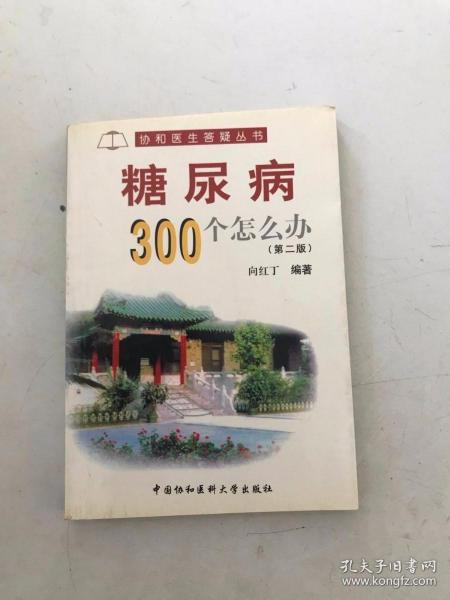 协和医生答疑丛书
糖尿病
300个怎么办
(第二版)
向红丁 编著
中国协和医科大学出版社
孔夫子旧书网
www.kongfz.com